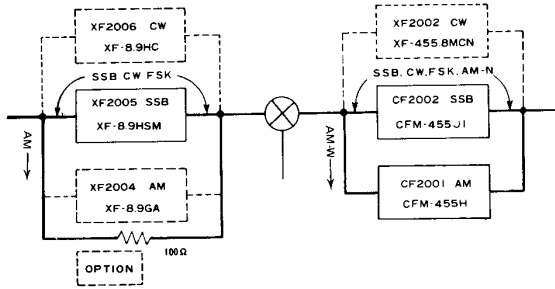 XF2006 CW
XF-8.9HC
SSB CW FSK
XF2005 SSB
XF-8.9HSM
AM
XF2004 AM
XF-8.9GA
100Ω
OPTION
XF2002 CW
XF-455.8MCN
SSB, CW, FSK, AM-N
CF2002 SSB
CFM-455J1
AM-W
CF2001 AM
CFM-455H